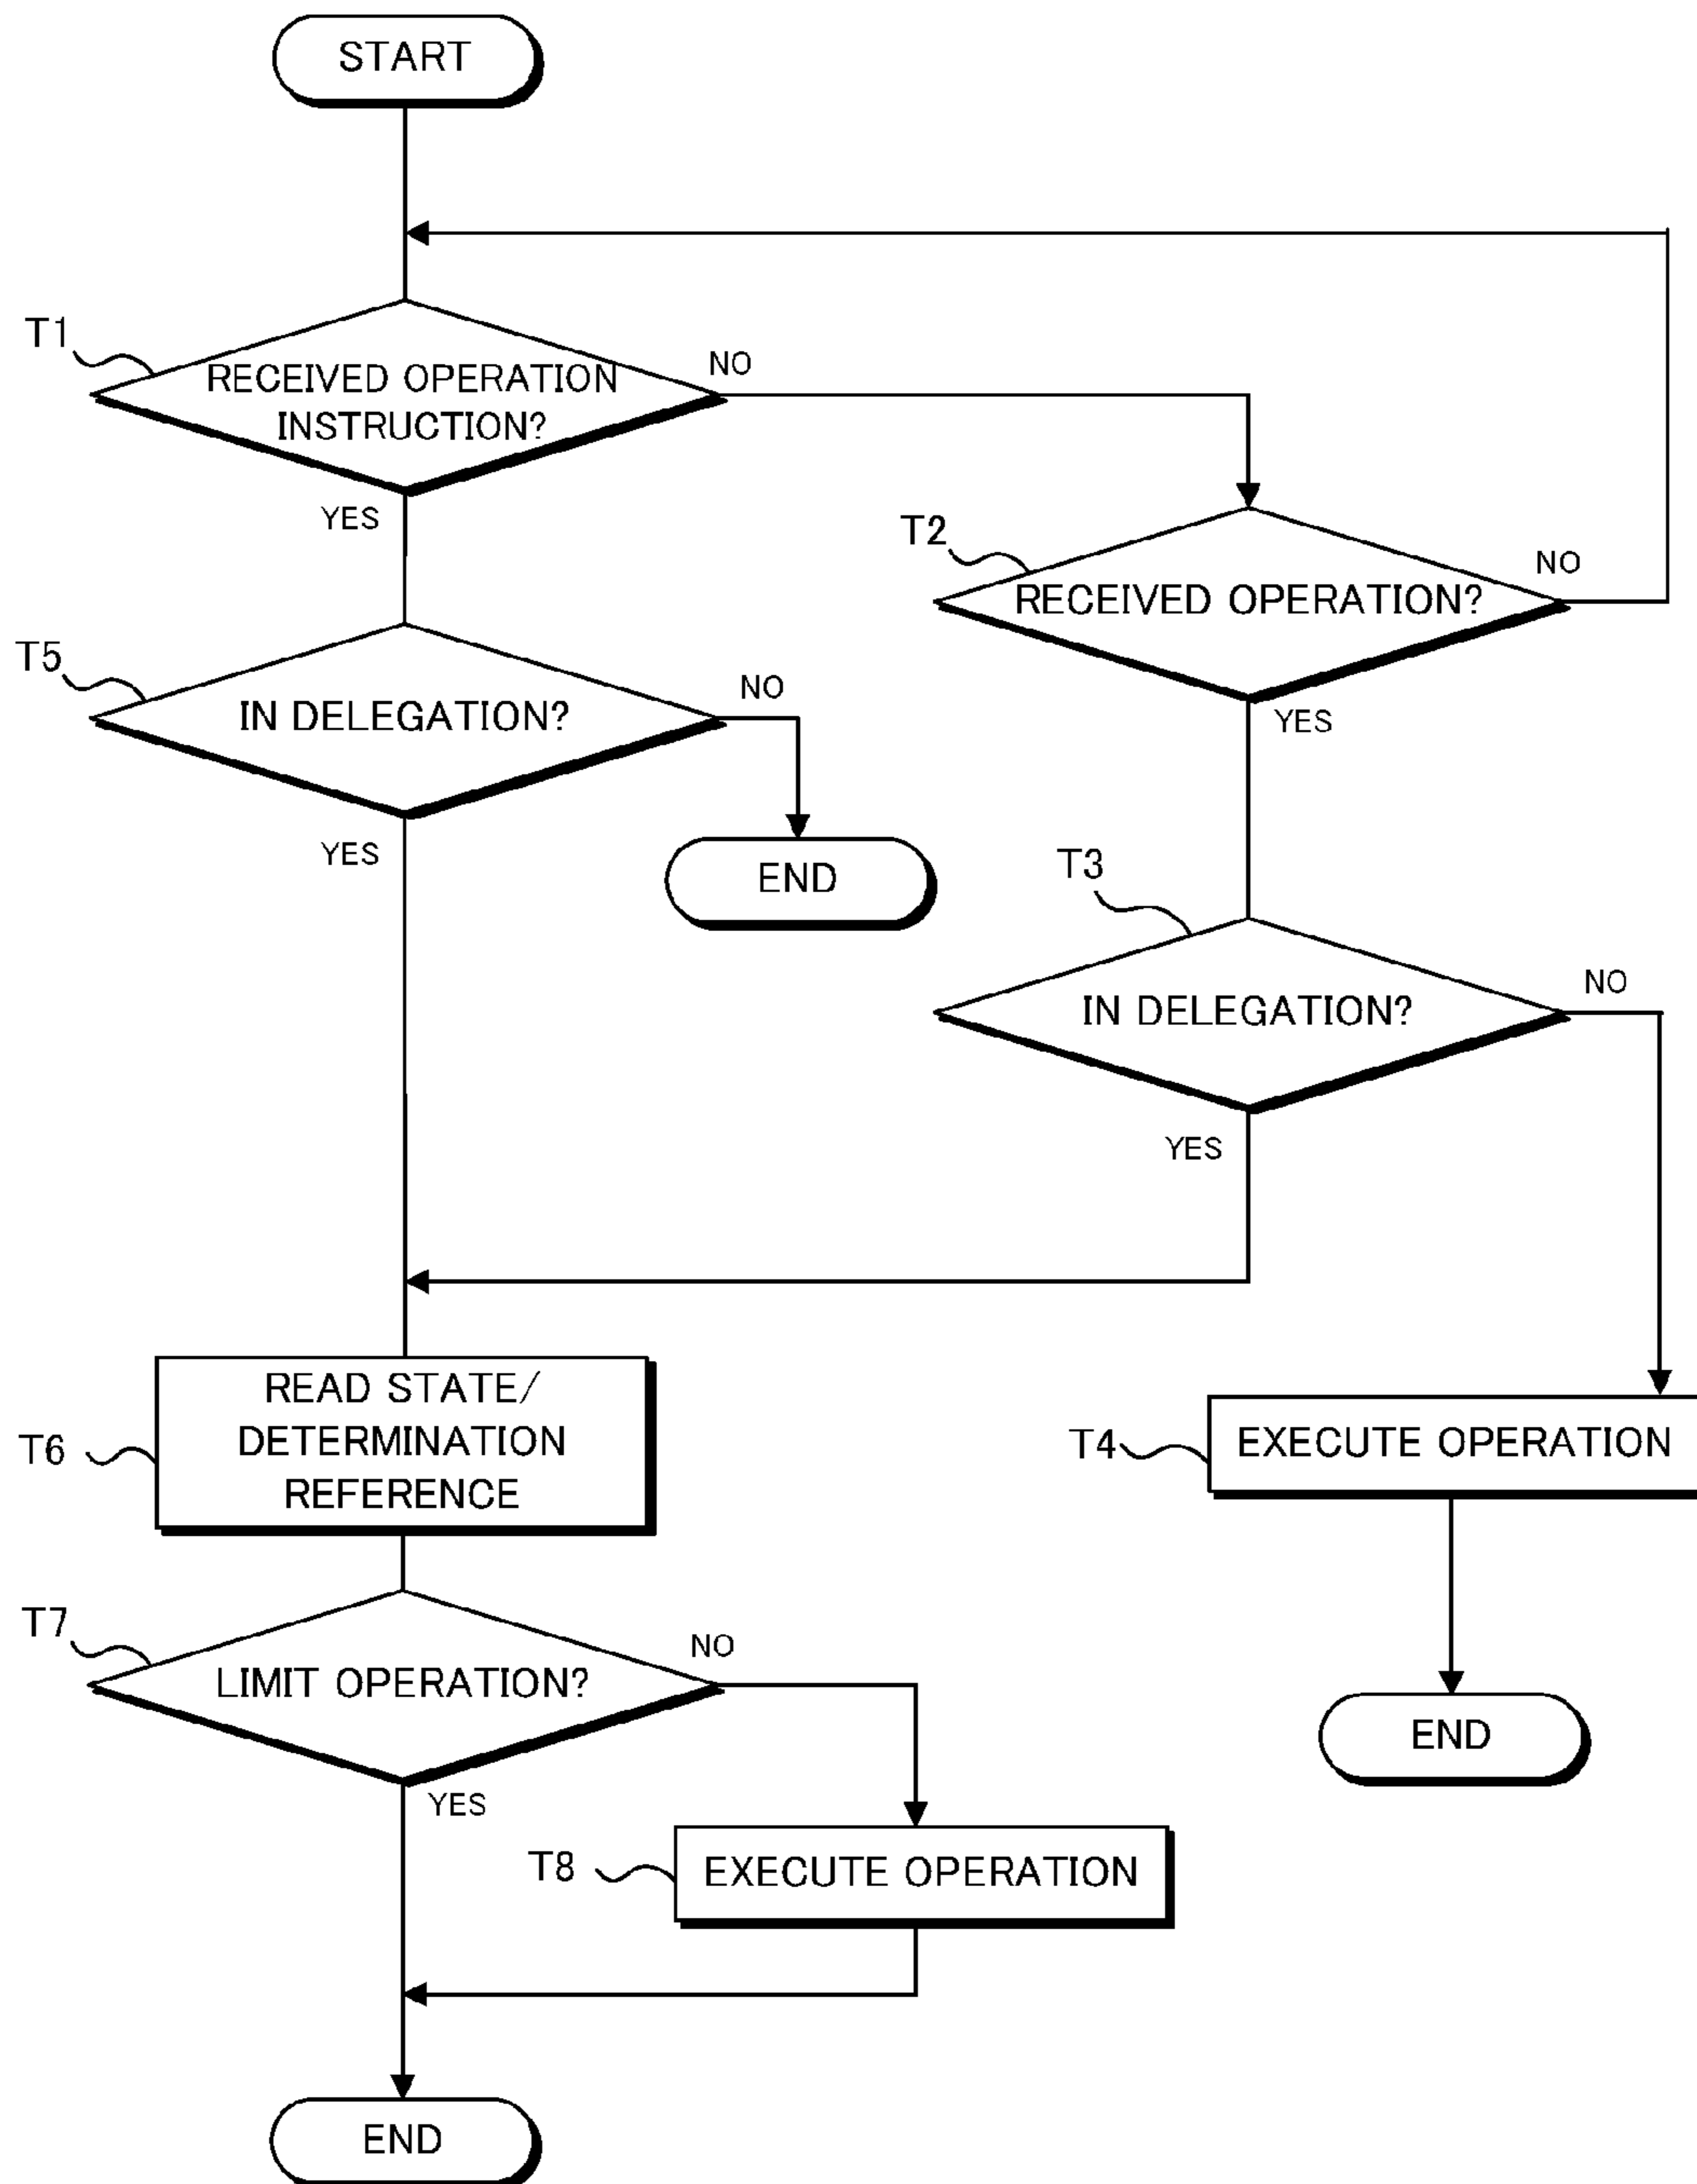 START
T1
RECEIVED OPERATION
INSTRUCTION?
NO
YES
T2
RECEIVED OPERATION?
NO
YES
T5
IN DELEGATION?
NO
YES
END
T3
IN DELEGATION?
NO
YES
T6
READ STATE/
DETERMINATION
REFERENCE
T4
EXECUTE OPERATION
END
T7
LIMIT OPERATION?
NO
YES
T8
EXECUTE OPERATION
END